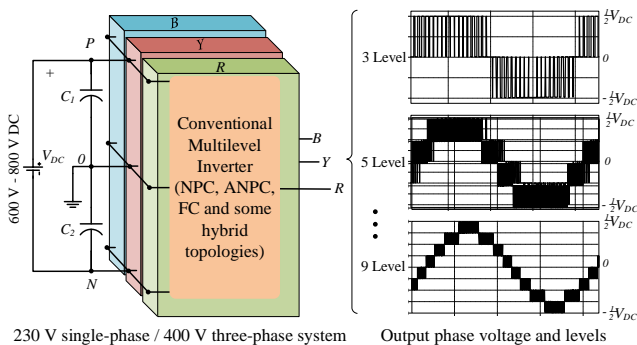 B
Y
R
P
+
C1
600 V - 800 V DC
VDC
0
C2
N
Conventional
Multilevel
Inverter
(NPC, ANPC,
FC and some
hybrid
topologies)
B
Y
R
3 Level
½VDC
0
-½VDC
5 Level
½VDC
0
-½VDC
9 Level
½VDC
0
-½VDC
230 V single-phase / 400 V three-phase system
Output phase voltage and levels